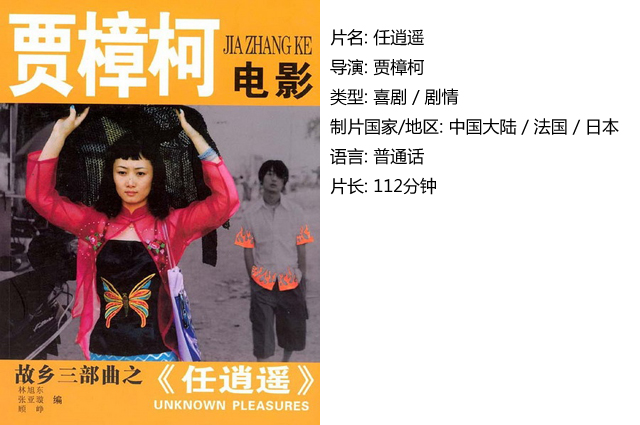 贾樟柯
JIA ZHANG KE
电影
故乡三部曲之
《任逍遥》
林旭东
张亚璇
顾峥
编
UNKNOWN PLEASURES
片名: 任逍遥
导演: 贾樟柯
类型: 喜剧 / 剧情
制片国家/地区: 中国大陆 / 法国 / 日本
语言: 普通话
片长: 112分钟